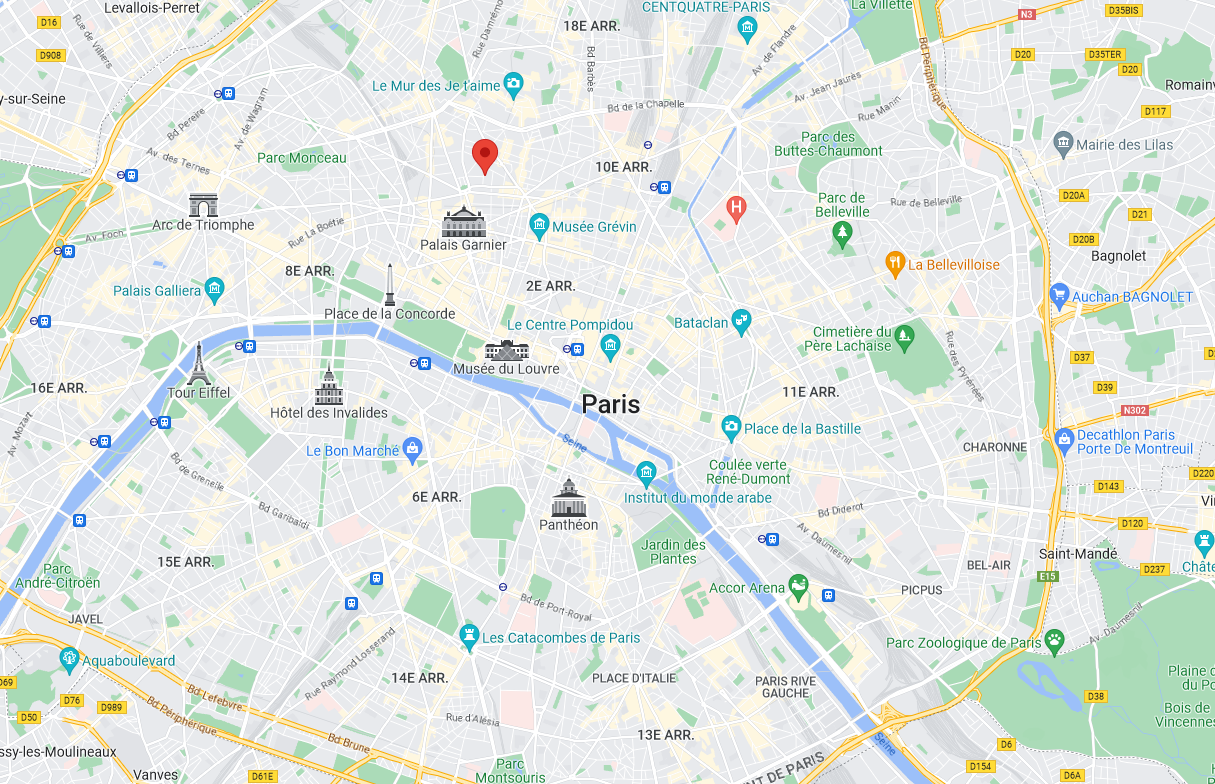 Levallois-Perret
CENTQUATRE-PARIS
La Villette
D35BIS
N3
D16
Rue de Villiers
18E ARR.
Bd Barbès
Av. de Flandre
Bd Périphérique
D20
D35TER
D908
D20
Le Mur des Je t'aime
Av. Jean Jaurès
Romainv
y-sur-Seine
Bd Pereire
Av. de Wagram
Bd de la Chapelle
Rue Manin
D117
Parc des
Buttes-Chaumont
Mairie des Lilas
Av. des Ternes
Parc Monceau
10E ARR.
D20A
Parc de
Belleville
Rue de Belleville
H
D21
Arc de Triomphe
Musée Grévin
Av. Foch
Rue La Boétie
Palais Garnier
D20B
Bagnolet
La Bellevilloise
8E ARR.
Palais Galliera
2E ARR.
Auchan BAGNOLET
Place de la Concorde
Le Centre Pompidou
Bataclan
Cimetière du
Père Lachaise
Rue des Pyrénées
D37
Musée du Louvre
16E ARR.
Tour Eiffel
D39
11E ARR.
Paris
Hôtel des Invalides
N302
Av. Mozart
Place de la Bastille
Decathlon Paris
Porte De Montreuil
Seine
CHARONNE
Le Bon Marché
Coulée verte
René-Dumont
D220
Bd de Grenelle
6E ARR.
Institut du monde arabe
D143
Bd Garibaldi
Panthéon
Bd Diderot
D120
Av. Daumesnil
Jardin des
Plantes
Saint-Mandé
15E ARR.
BEL-AIR
D237
Parc
André-Citroën
E15
Accor Arena
PICPUS
Bd de Port-Royal
Av. Daumesnil
JAVEL
Les Catacombes de Paris
Parc Zoologique de Paris
Aquaboulevard
Rue Raymond Losserand
14E ARR.
PLACE D'ITALIE
PARIS RIVE
GAUCHE
D76
D989
Bd Lefebvre
D38
Bois de
Vincennes
D50
Bd Périphérique
Rue d'Alésia
Bd Brune
13E ARR.
Seine
D6
ssy-les-Moulineaux
Vanves
D61E
Parc
Montsouris
D154
D6A